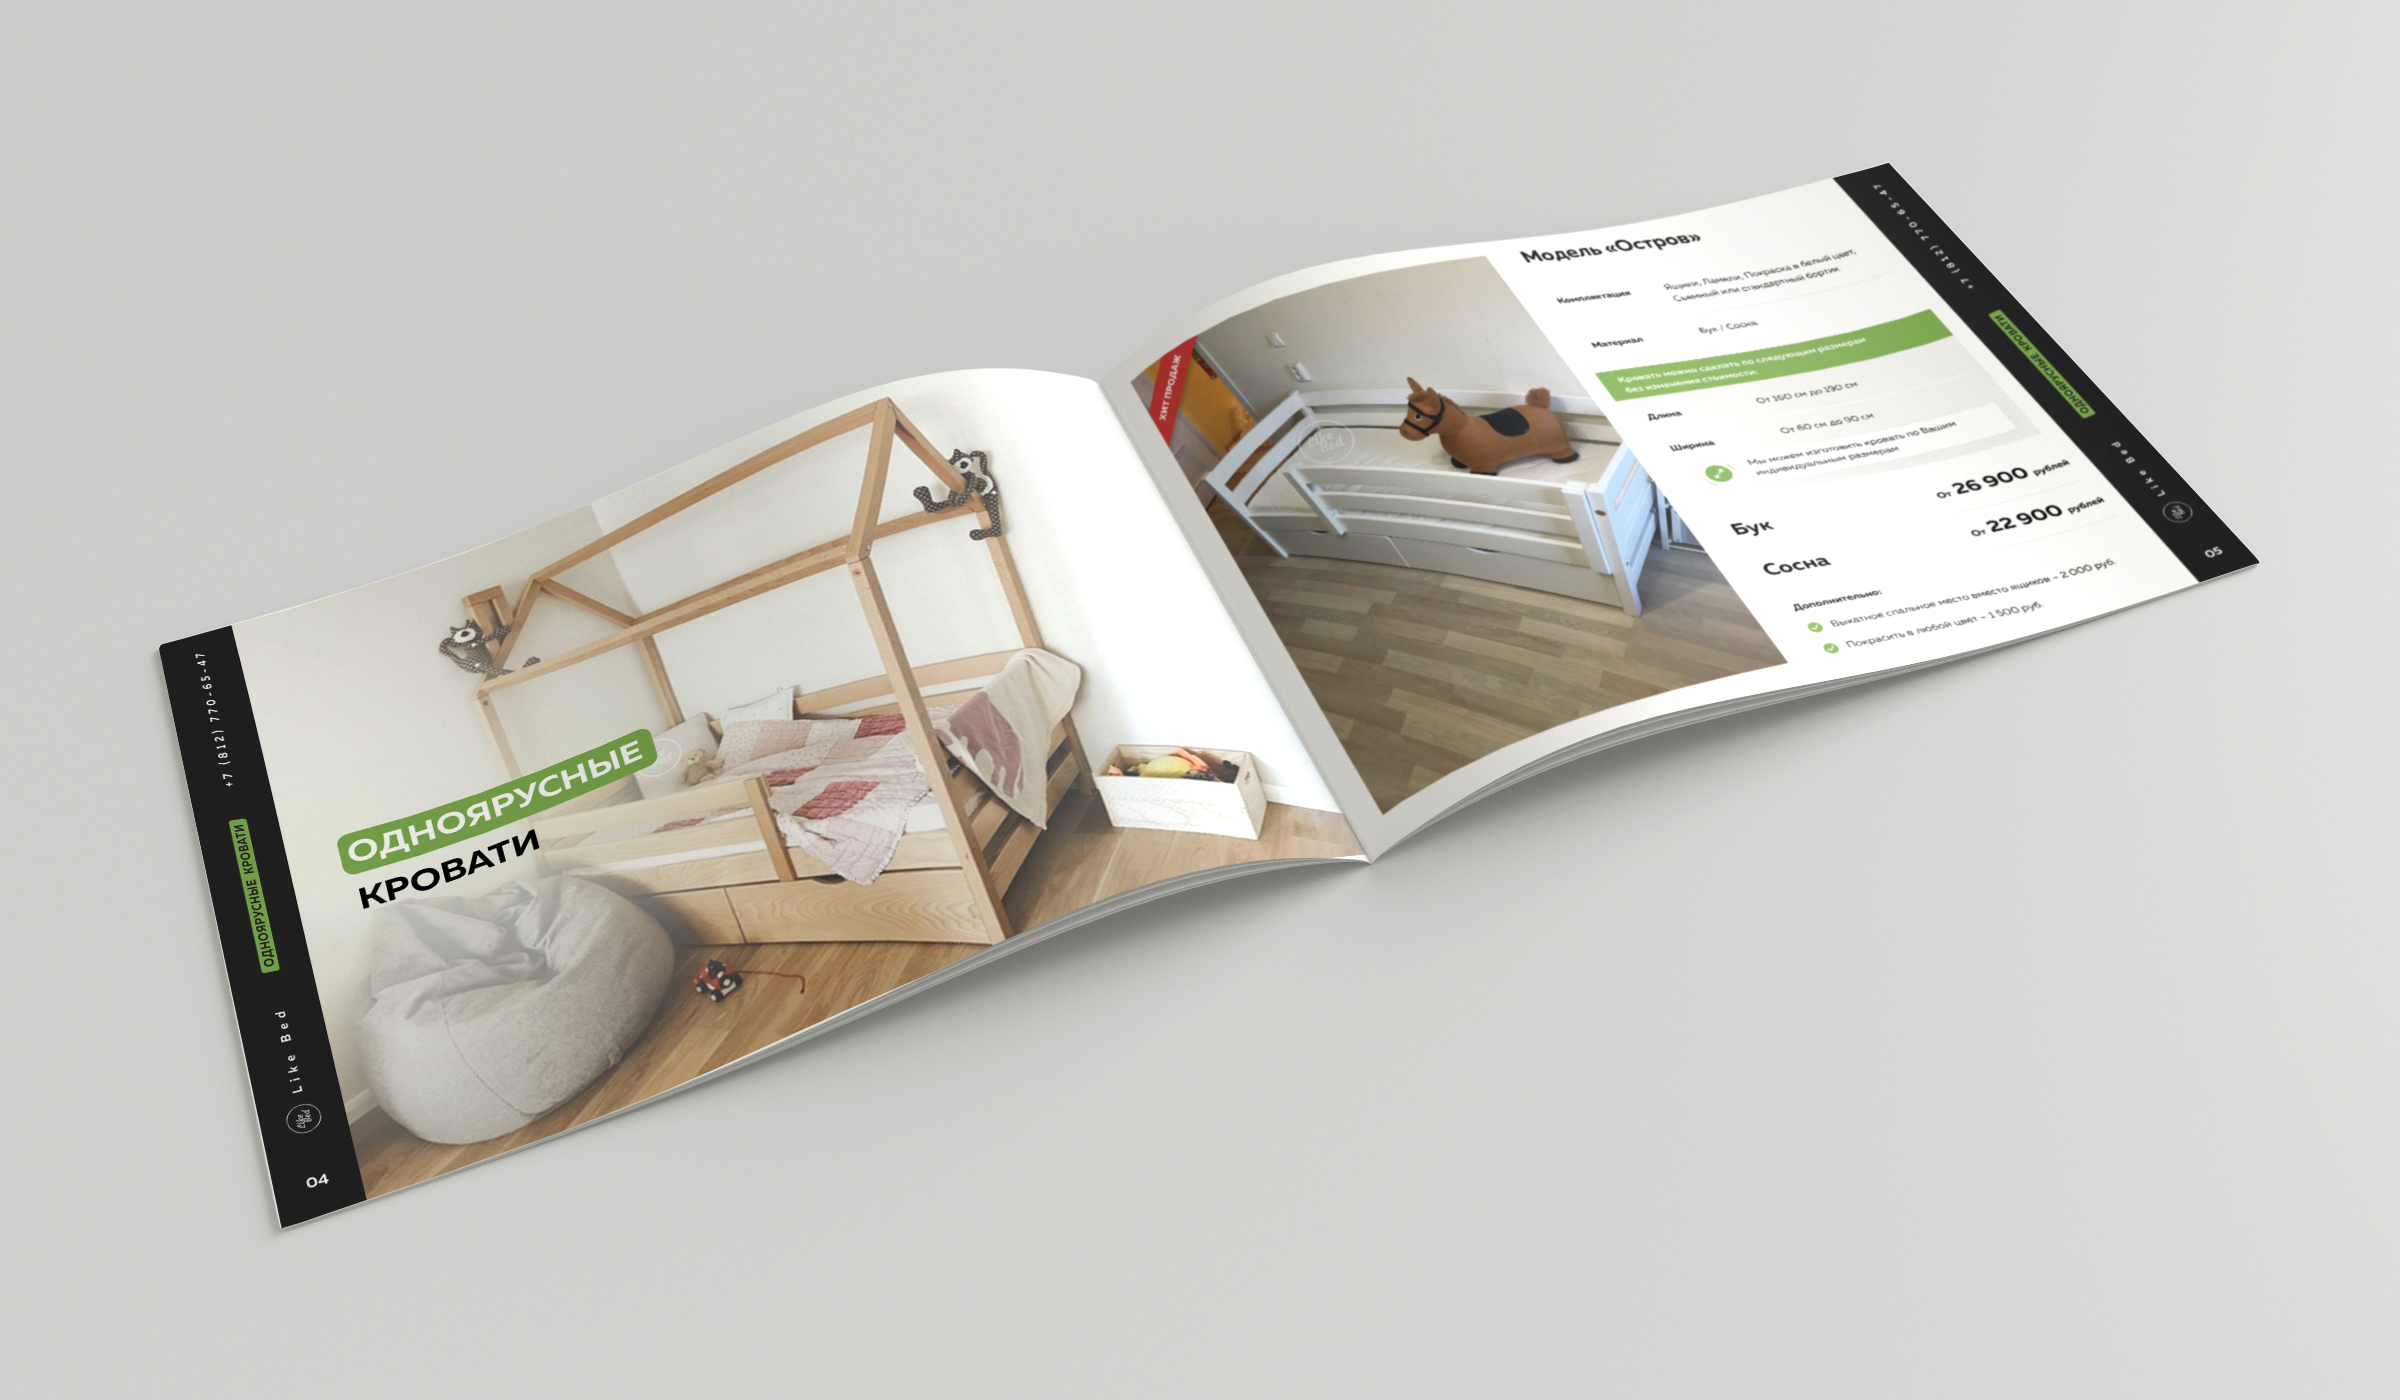 +7 (812) 770-65-47
ОДНОЯРУСНЫЕ КРОВАТИ
Like Bed
Like
Bed
04
ОДНОЯРУСНЫЕ
КРОВАТИ
ХИТ ПРОДАЖ
Like
Bed
Модель «Остров»
Комплектация
Ящики, Ламели, Покраска в белый цвет,
Съемный или стандартный бортик
Материал
Бук / Сосна
Кровать можно сделать по следующим размерам
без изменения стоимости:
Длина
От 160 см до 190 см
Ширина
От 60 см до 90 см
Мы можем изготовить кровать по Вашим
индивидуальным размерам
Бук
От 26 900 рублей
Сосна
От 22 900 рублей
Дополнительно:
Выкатное спальное место вместо ящиков - 2 000 руб.
Покрасить в любой цвет - 1 500 руб.
+7 (812) 770-65-47
ОДНОЯРУСНЫЕ КРОВАТИ
Like Bed
05